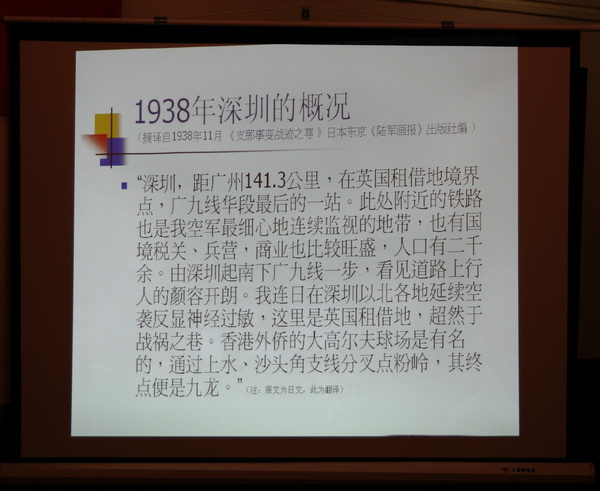 1938年深圳的概况
（摘译自1938年11月《支那事变战迹之荐》日本东京《陆军画报》出版社编）
“深圳，距广州141.3公里，在英国租借地境界
点，广九线华段最后的一站。此处附近的铁路
也是我空军最细心地连续监视的地带，也有国
境税关、兵营，商业也比较旺盛，人口有二千
余。由深圳起南下广九线一步，看见道路上行
人的颜容开朗。我连日在深圳以北各地延续空
袭反显神经过敏，这里是英国租借地，超然于
战祸之巷。香港外侨的大高尔夫球场是有名
的，通过上水、沙头角支线分叉点粉岭，其终
点便是九龙。”（注：原文为日文，此为翻译）